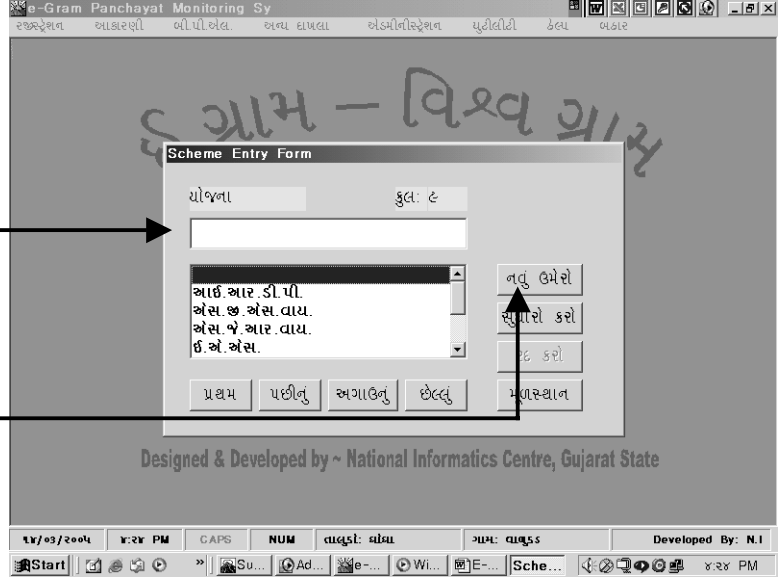 e-Gram Panchayat Monitoring Sy
રજીસ્ટ્રેશન આકારણી બી.પી.એલ. અન્ય દાખલા એડમીનીસ્ટ્રેશન યુટીલીટી હેલ્પ બહાર
ઈ ગ્રામ – વિશ્વ ગ્રામ
Scheme Entry Form
યોજના કુલ: ૯
નવું ઉમેરો
આઈ.આર.ડી.પી.
એસ.જી.એસ.વાય.
સુધારો કરો
એસ.જે.આર.વાય.
ઈ.એ.એસ.
રદ કરો
પ્રથમ પછીનું અગાઉનું છેલ્લું મૂળસ્થાન
Designed & Developed by ~ National Informatics Centre, Gujarat State
૧૪/૦૩/૨૦૦૫ ૪:૨૪ PM CAPS NUM તાલુકો: ગામ: Developed By: N.I
Start » Su... Ad... e-... Wi... E-... Sche... ૪:૨૪ PM